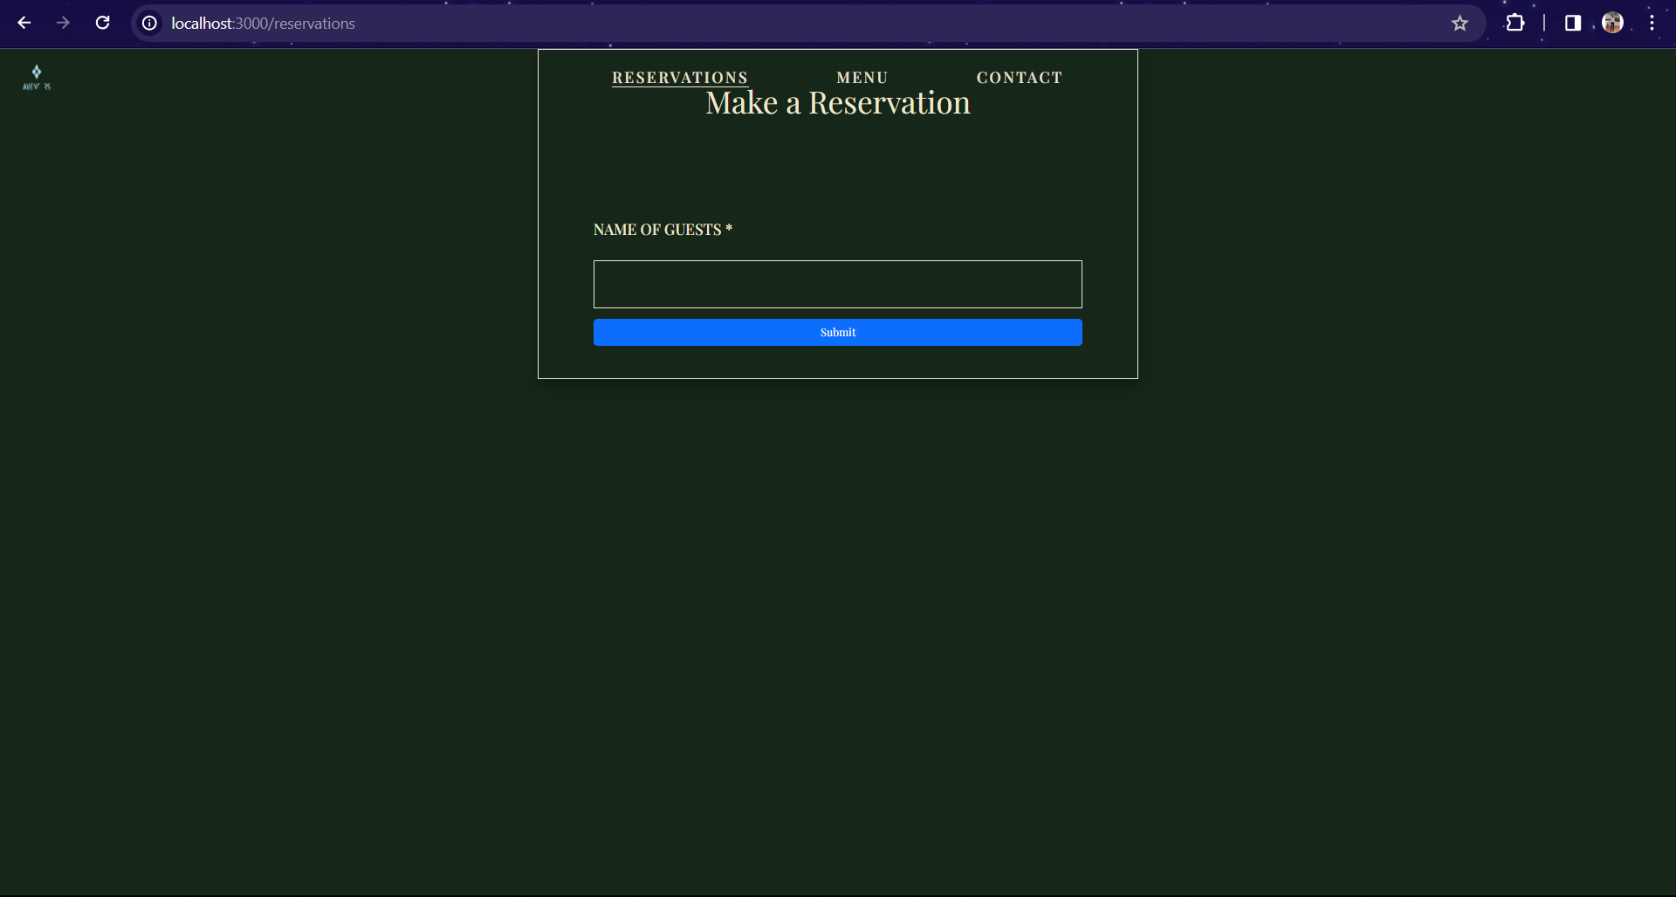 localhost:3000/reservations
RESERVATIONS MENU CONTACT
Make a Reservation
NAME OF GUESTS *
Submit